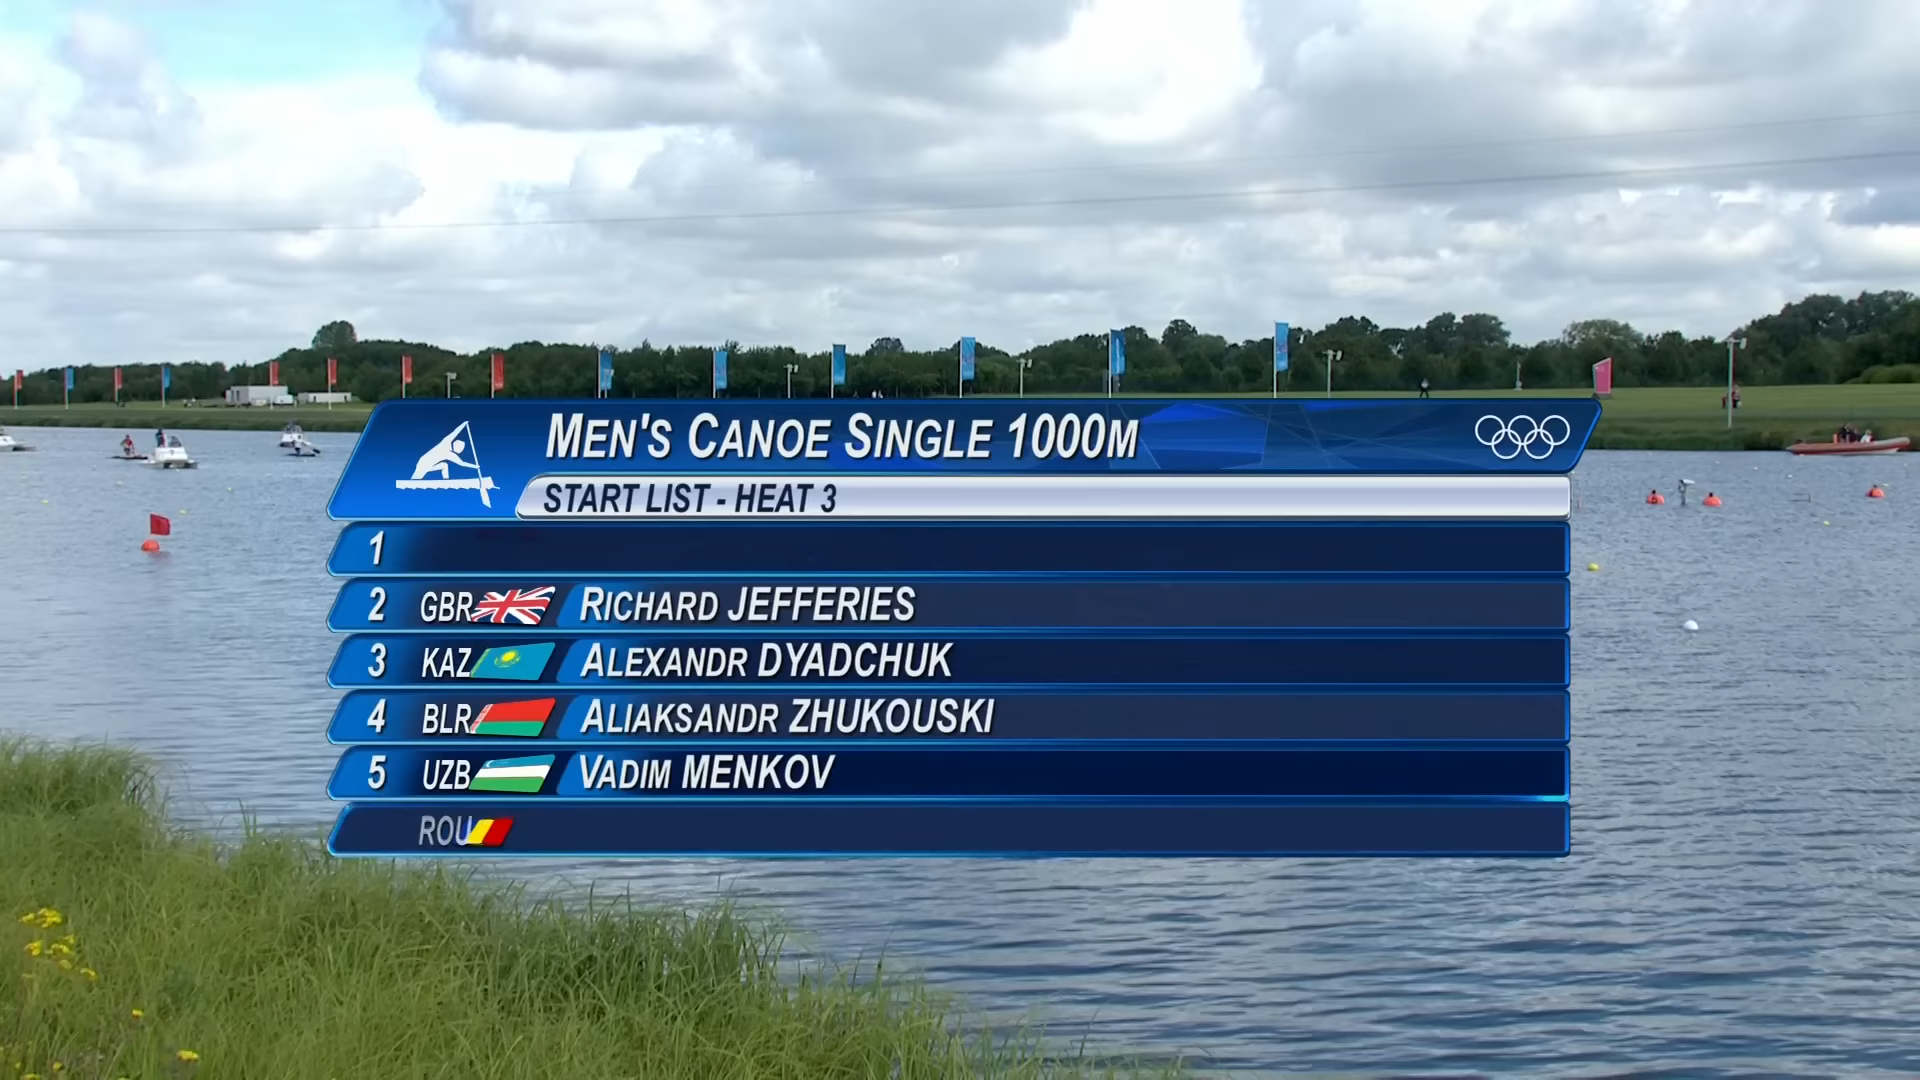 MEN'S CANOE SINGLE 1000M
START LIST - HEAT 3
1
2 GBR RICHARD JEFFERIES
3 KAZ ALEXANDR DYADCHUK
4 BLR ALIAKSANDR ZHUKOUSKI
5 UZB VADIM MENKOV
ROU